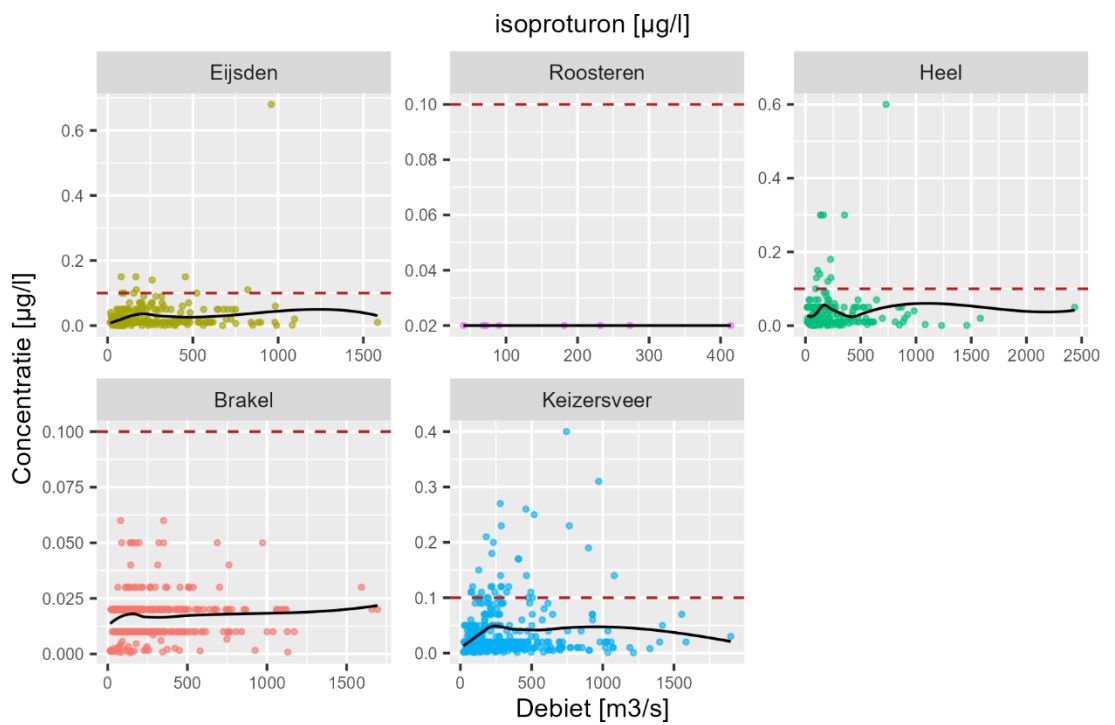 isoproturon [µg/l]
Eijsden
Roosteren
Heel
0.6
0.4
0.2
0.0
0 500 1000 1500
0.10
0.08
0.06
0.04
0.02
100 200 300 400
0.6
0.4
0.2
0.0
0 500 1000 1500 2000 2500
Concentratie [µg/l]
Brakel
Keizersveer
0.100
0.075
0.050
0.025
0.000
0 500 1000 1500
0.4
0.3
0.2
0.1
0.0
0 500 1000 1500
Debiet [m3/s]